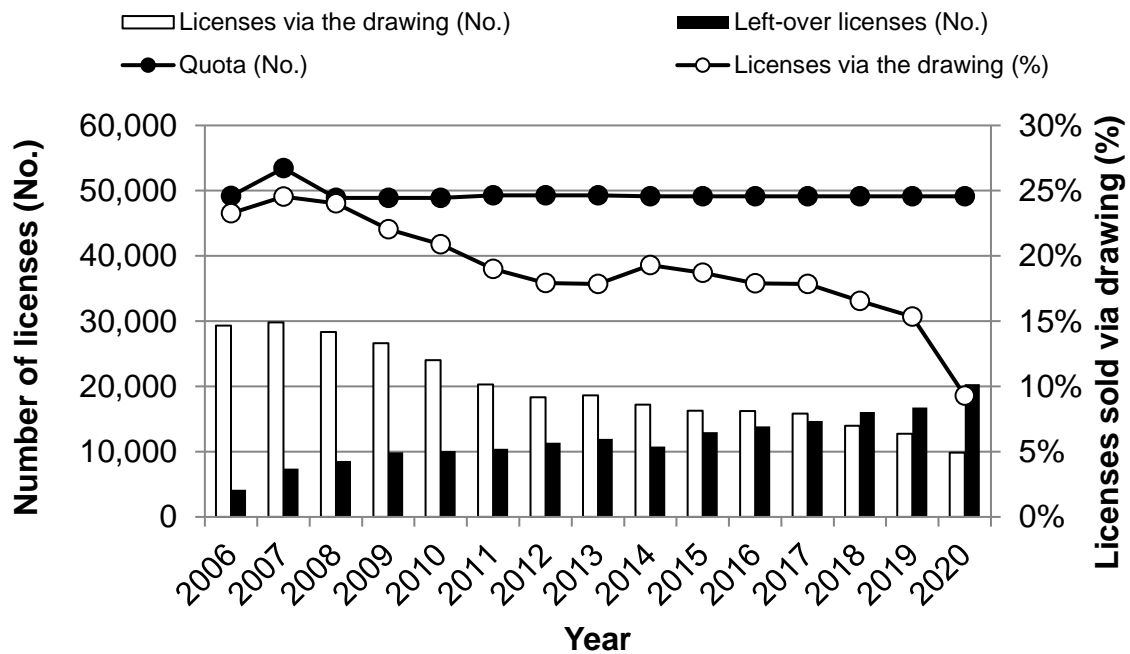 Licenses via the drawing (No.) Left-over licenses (No.)
Quota (No.) Licenses via the drawing (%)
Number of licenses (No.)
60,000
50,000
40,000
30,000
20,000
10,000
0
30%
25%
20%
15%
10%
5%
0%
Licenses sold via drawing (%)
2006 2007 2008 2009 2010 2011 2012 2013 2014 2015 2016 2017 2018 2019 2020
Year